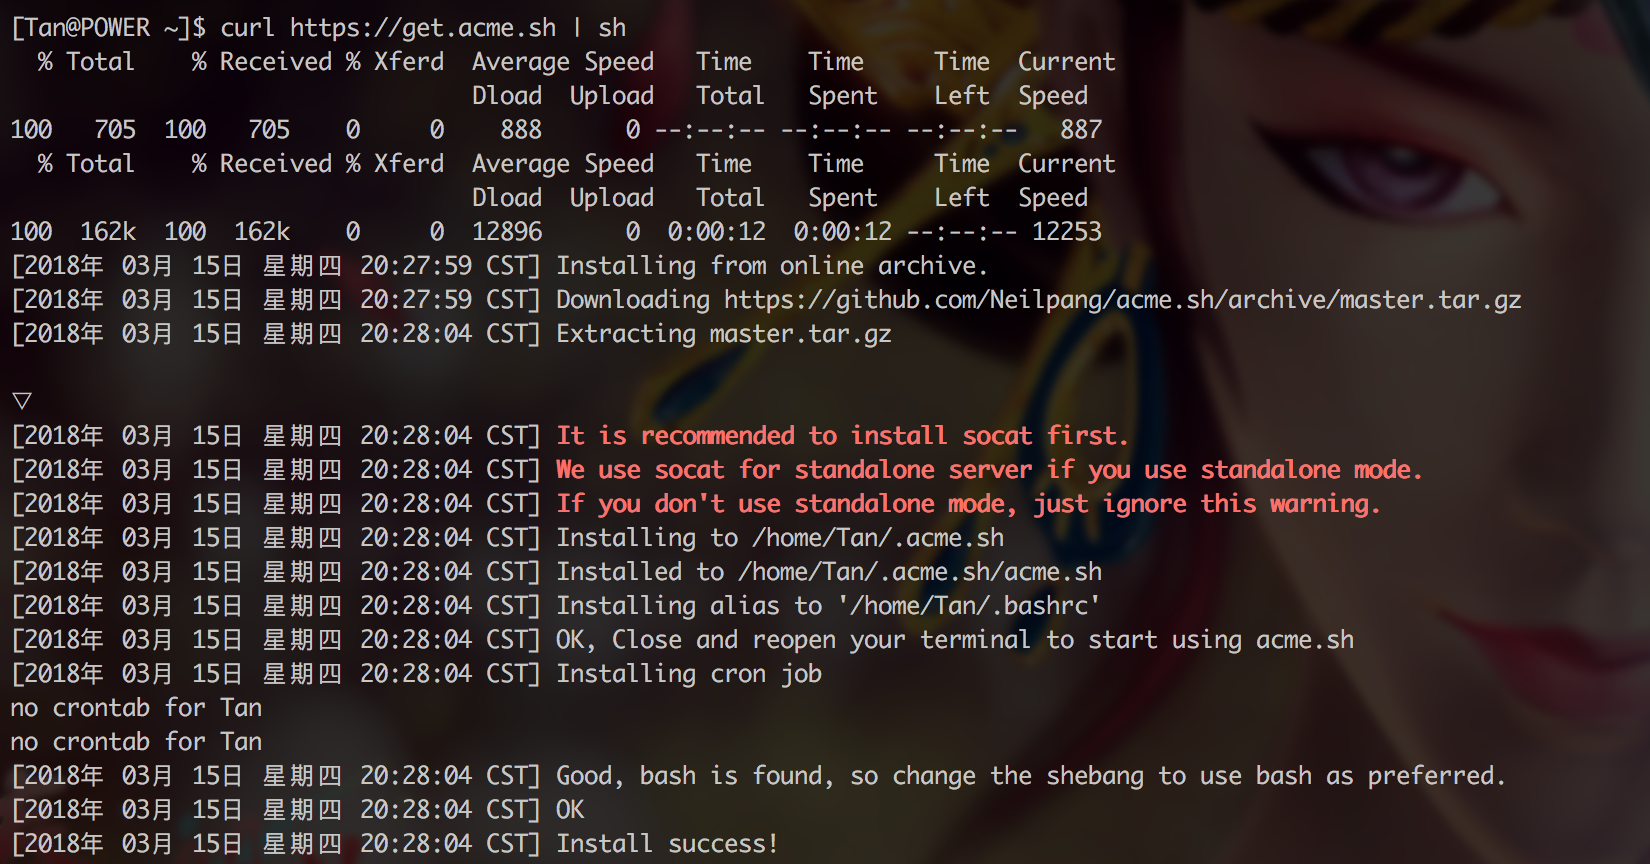 [Tan@POWER ~]$ curl https://get.acme.sh | sh
  % Total    % Received % Xferd  Average Speed   Time    Time     Time  Current
                                 Dload  Upload   Total   Spent    Left  Speed
100   705  100   705    0     0    888      0 --:--:-- --:--:-- --:--:--   887
  % Total    % Received % Xferd  Average Speed   Time    Time     Time  Current
                                 Dload  Upload   Total   Spent    Left  Speed
100  162k  100  162k    0     0  12896      0  0:00:12  0:00:12 --:--:-- 12253
[2018年 03月 15日 星期四 20:27:59 CST] Installing from online archive.
[2018年 03月 15日 星期四 20:27:59 CST] Downloading https://github.com/Neilpang/acme.sh/archive/master.tar.gz
[2018年 03月 15日 星期四 20:28:04 CST] Extracting master.tar.gz
▽
[2018年 03月 15日 星期四 20:28:04 CST] It is recommended to install socat first.
[2018年 03月 15日 星期四 20:28:04 CST] We use socat for standalone server if you use standalone mode.
[2018年 03月 15日 星期四 20:28:04 CST] If you don't use standalone mode, just ignore this warning.
[2018年 03月 15日 星期四 20:28:04 CST] Installing to /home/Tan/.acme.sh
[2018年 03月 15日 星期四 20:28:04 CST] Installed to /home/Tan/.acme.sh/acme.sh
[2018年 03月 15日 星期四 20:28:04 CST] Installing alias to '/home/Tan/.bashrc'
[2018年 03月 15日 星期四 20:28:04 CST] OK, Close and reopen your terminal to start using acme.sh
[2018年 03月 15日 星期四 20:28:04 CST] Installing cron job
no crontab for Tan
no crontab for Tan
[2018年 03月 15日 星期四 20:28:04 CST] Good, bash is found, so change the shebang to use bash as preferred.
[2018年 03月 15日 星期四 20:28:04 CST] OK
[2018年 03月 15日 星期四 20:28:04 CST] Install success!